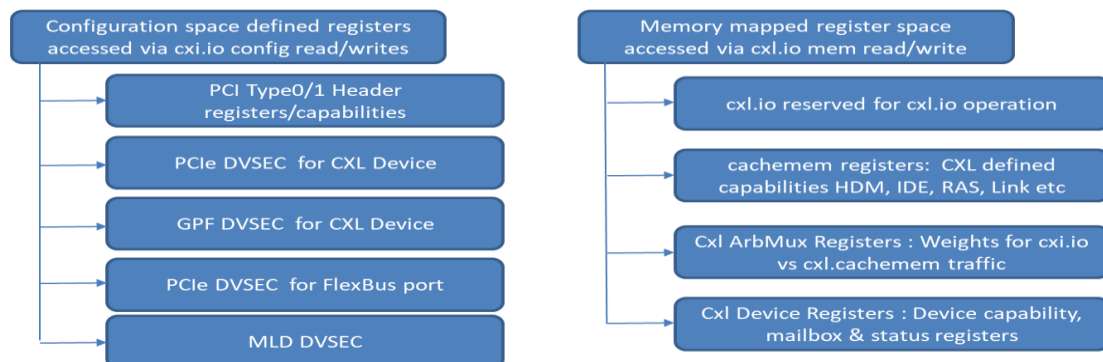 Configuration space defined registers
accessed via cxi.io config read/writes
PCI Type0/1 Header
registers/capabilities
PCIe DVSEC for CXL Device
GPF DVSEC for CXL Device
PCIe DVSEC for FlexBus port
MLD DVSEC
Memory mapped register space
accessed via cxl.io mem read/write
cxl.io reserved for cxl.io operation
cachemem registers: CXL defined
capabilities HDM, IDE, RAS, Link etc
Cxl ArbMux Registers : Weights for cxi.io
vs cxl.cachemem traffic
Cxl Device Registers : Device capability,
mailbox & status registers